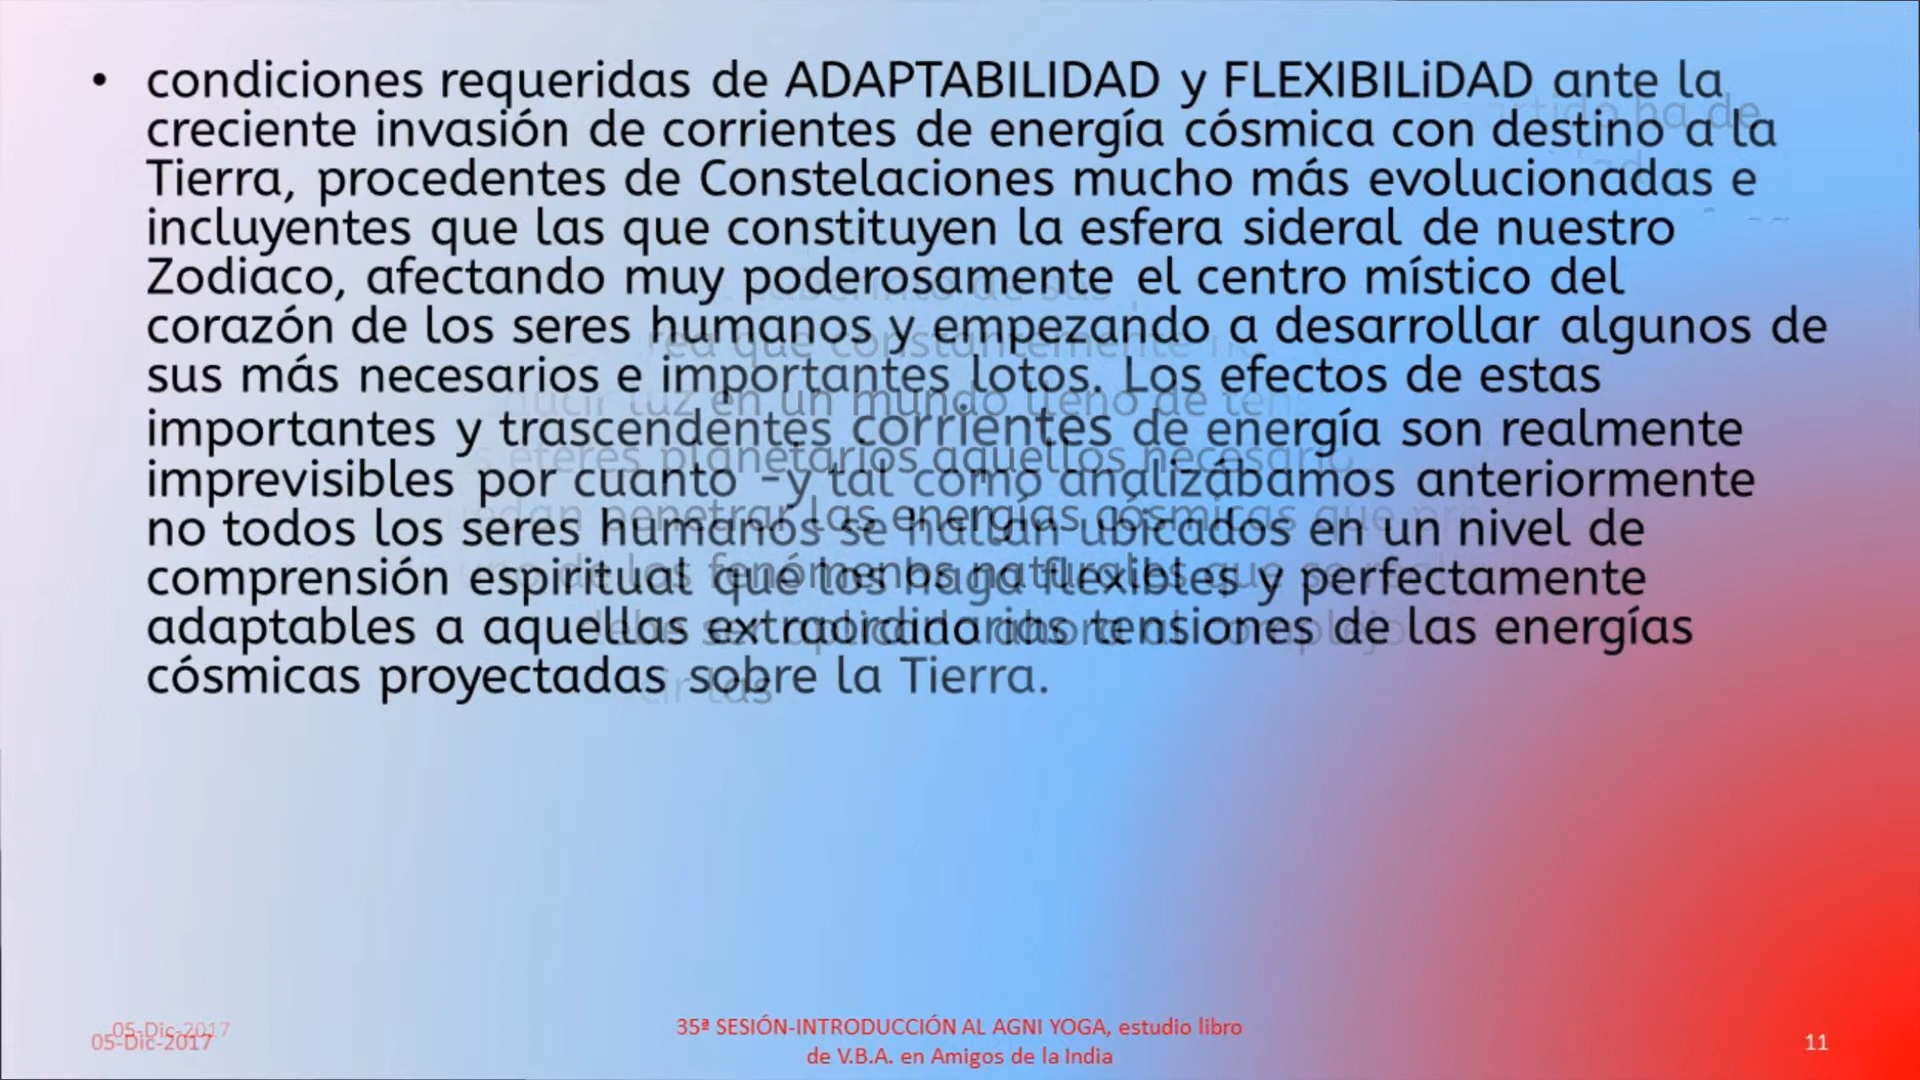 • condiciones requeridas de ADAPTABILIDAD y FLEXIBILiDAD ante la
creciente invasión de corrientes de energía cósmica con destino a la
Tierra, procedentes de Constelaciones mucho más evolucionadas e
incluyentes que las que constituyen la esfera sideral de nuestro
Zodiaco, afectando muy poderosamente el centro místico del
corazón de los seres humanos y empezando a desarrollar algunos de
sus más necesarios e importantes lotos. Los efectos de estas
importantes y trascendentes corrientes de energía son realmente
imprevisibles por cuanto -y tal como analizábamos anteriormente
no todos los seres humanos se hallan ubicados en un nivel de
comprensión espiritual que los haga flexibles y perfectamente
adaptables a aquellas extraordinarias tensiones de las energías
cósmicas proyectadas sobre la Tierra.
05-Dic-2017
05-Dic-2017
35ª SESIÓN-INTRODUCCIÓN AL AGNI YOGA, estudio libro
de V.B.A. en Amigos de la India
11